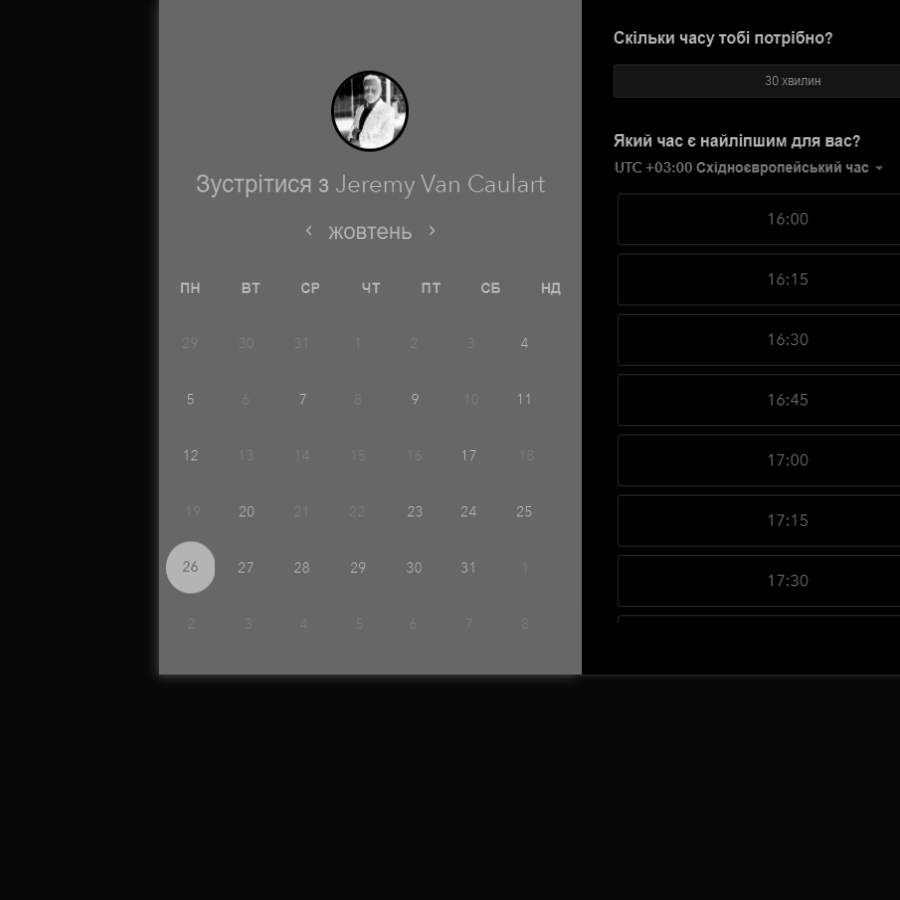 Зустрітися з Jeremy Van Caulart
‹ жовтень ›
ПН ВТ СР ЧТ ПТ СБ НД
29 30 31 1 2 3 4
5 6 7 8 9 10 11
12 13 14 15 16 17 18
19 20 21 22 23 24 25
26 27 28 29 30 31 1
2 3 4 5 6 7 8
Скільки часу тобі потрібно?
30 хвилин
Який час є найліпшим для вас?
UTC +03:00 Східноєвропейський час
16:00
16:15
16:30
16:45
17:00
17:15
17:30